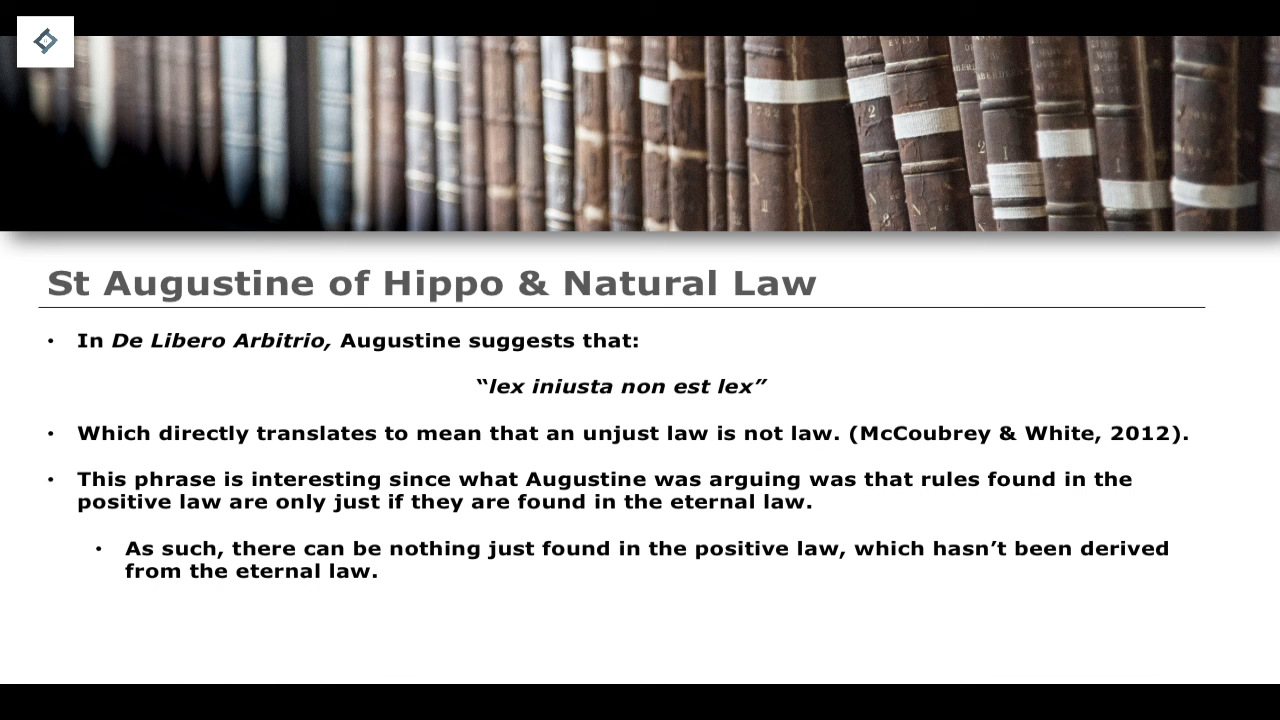 St Augustine of Hippo & Natural Law
• In De Libero Arbitrio, Augustine suggests that:
“lex iniusta non est lex”
• Which directly translates to mean that an unjust law is not law. (McCoubrey & White, 2012).
• This phrase is interesting since what Augustine was arguing was that rules found in the
positive law are only just if they are found in the eternal law.
• As such, there can be nothing just found in the positive law, which hasn’t been derived
from the eternal law.